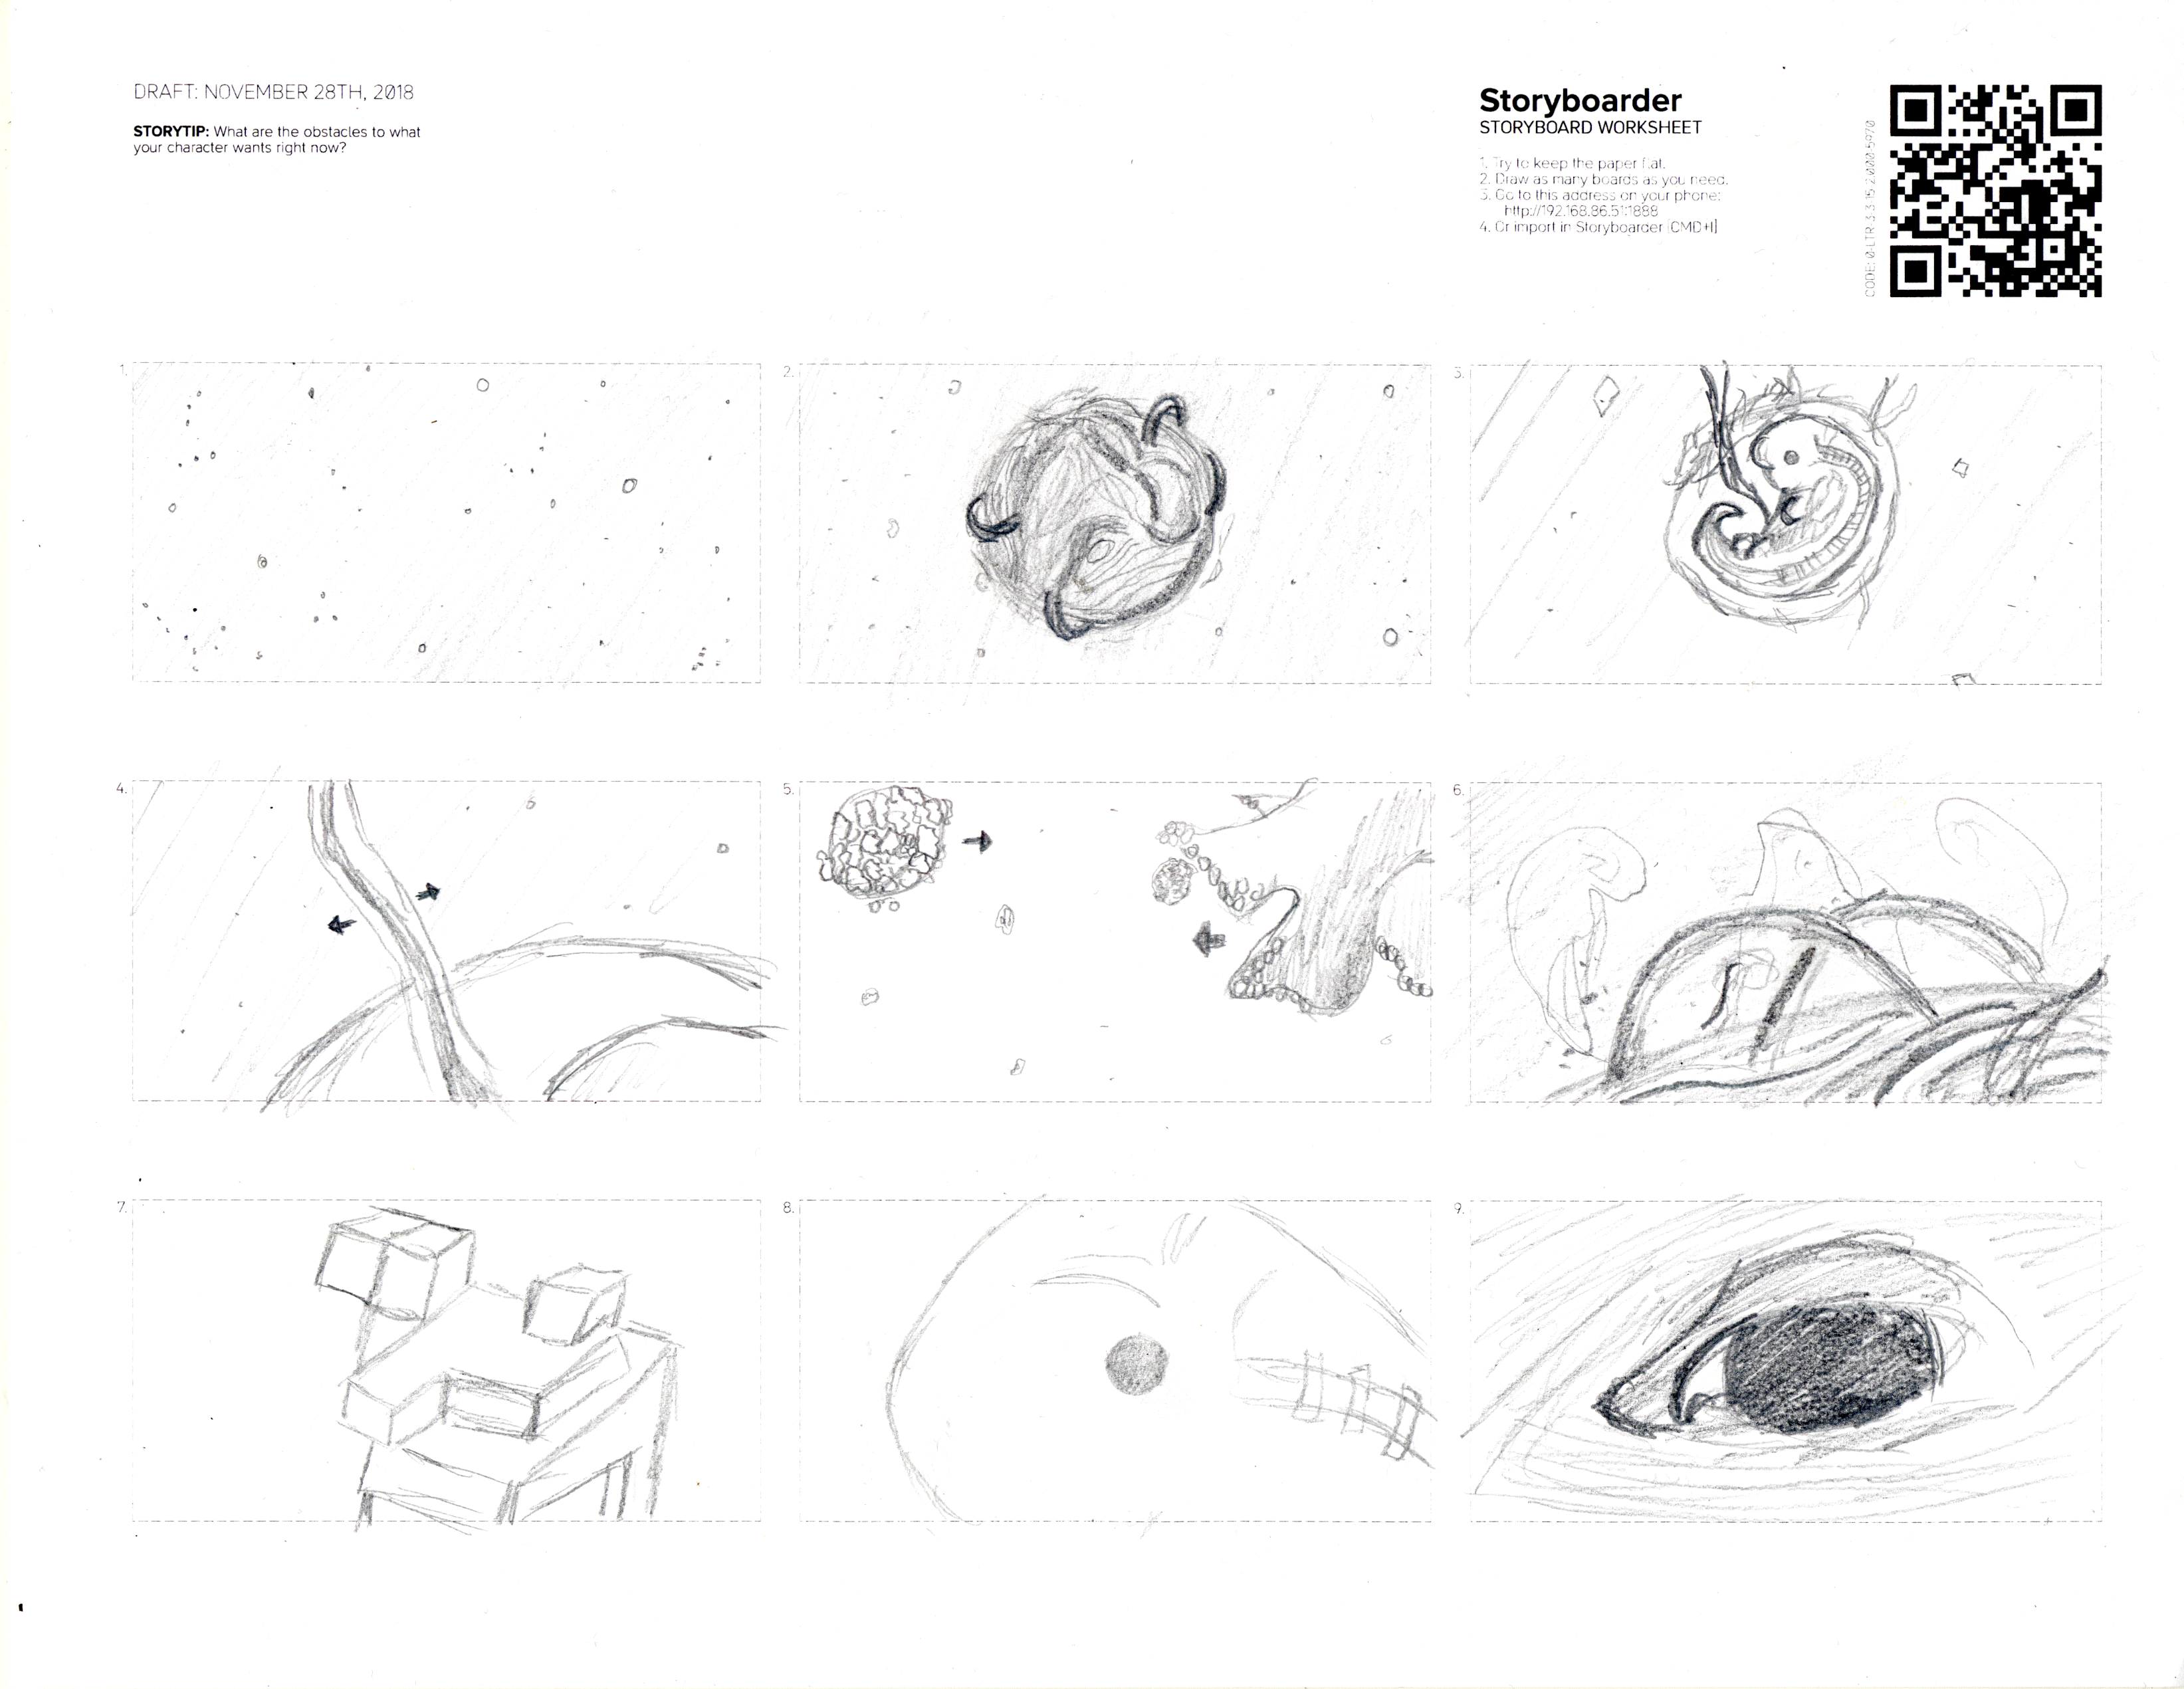 DRAFT: NOVEMBER 28TH, 2018
STORYTIP: What are the obstacles to what
your character wants right now?
Storyboarder
STORYBOARD WORKSHEET
1. Try to keep the paper flat.
2. Draw as many boards as you need.
3. Go to this address on your phone:
http://192.168.86.51:1888
4. Or import in Storyboarder [CMD+I]
CODE: 0-LTR-3-3-15-2.000-5970
1.
2.
3.
4.
5.
6.
7.
8.
9.